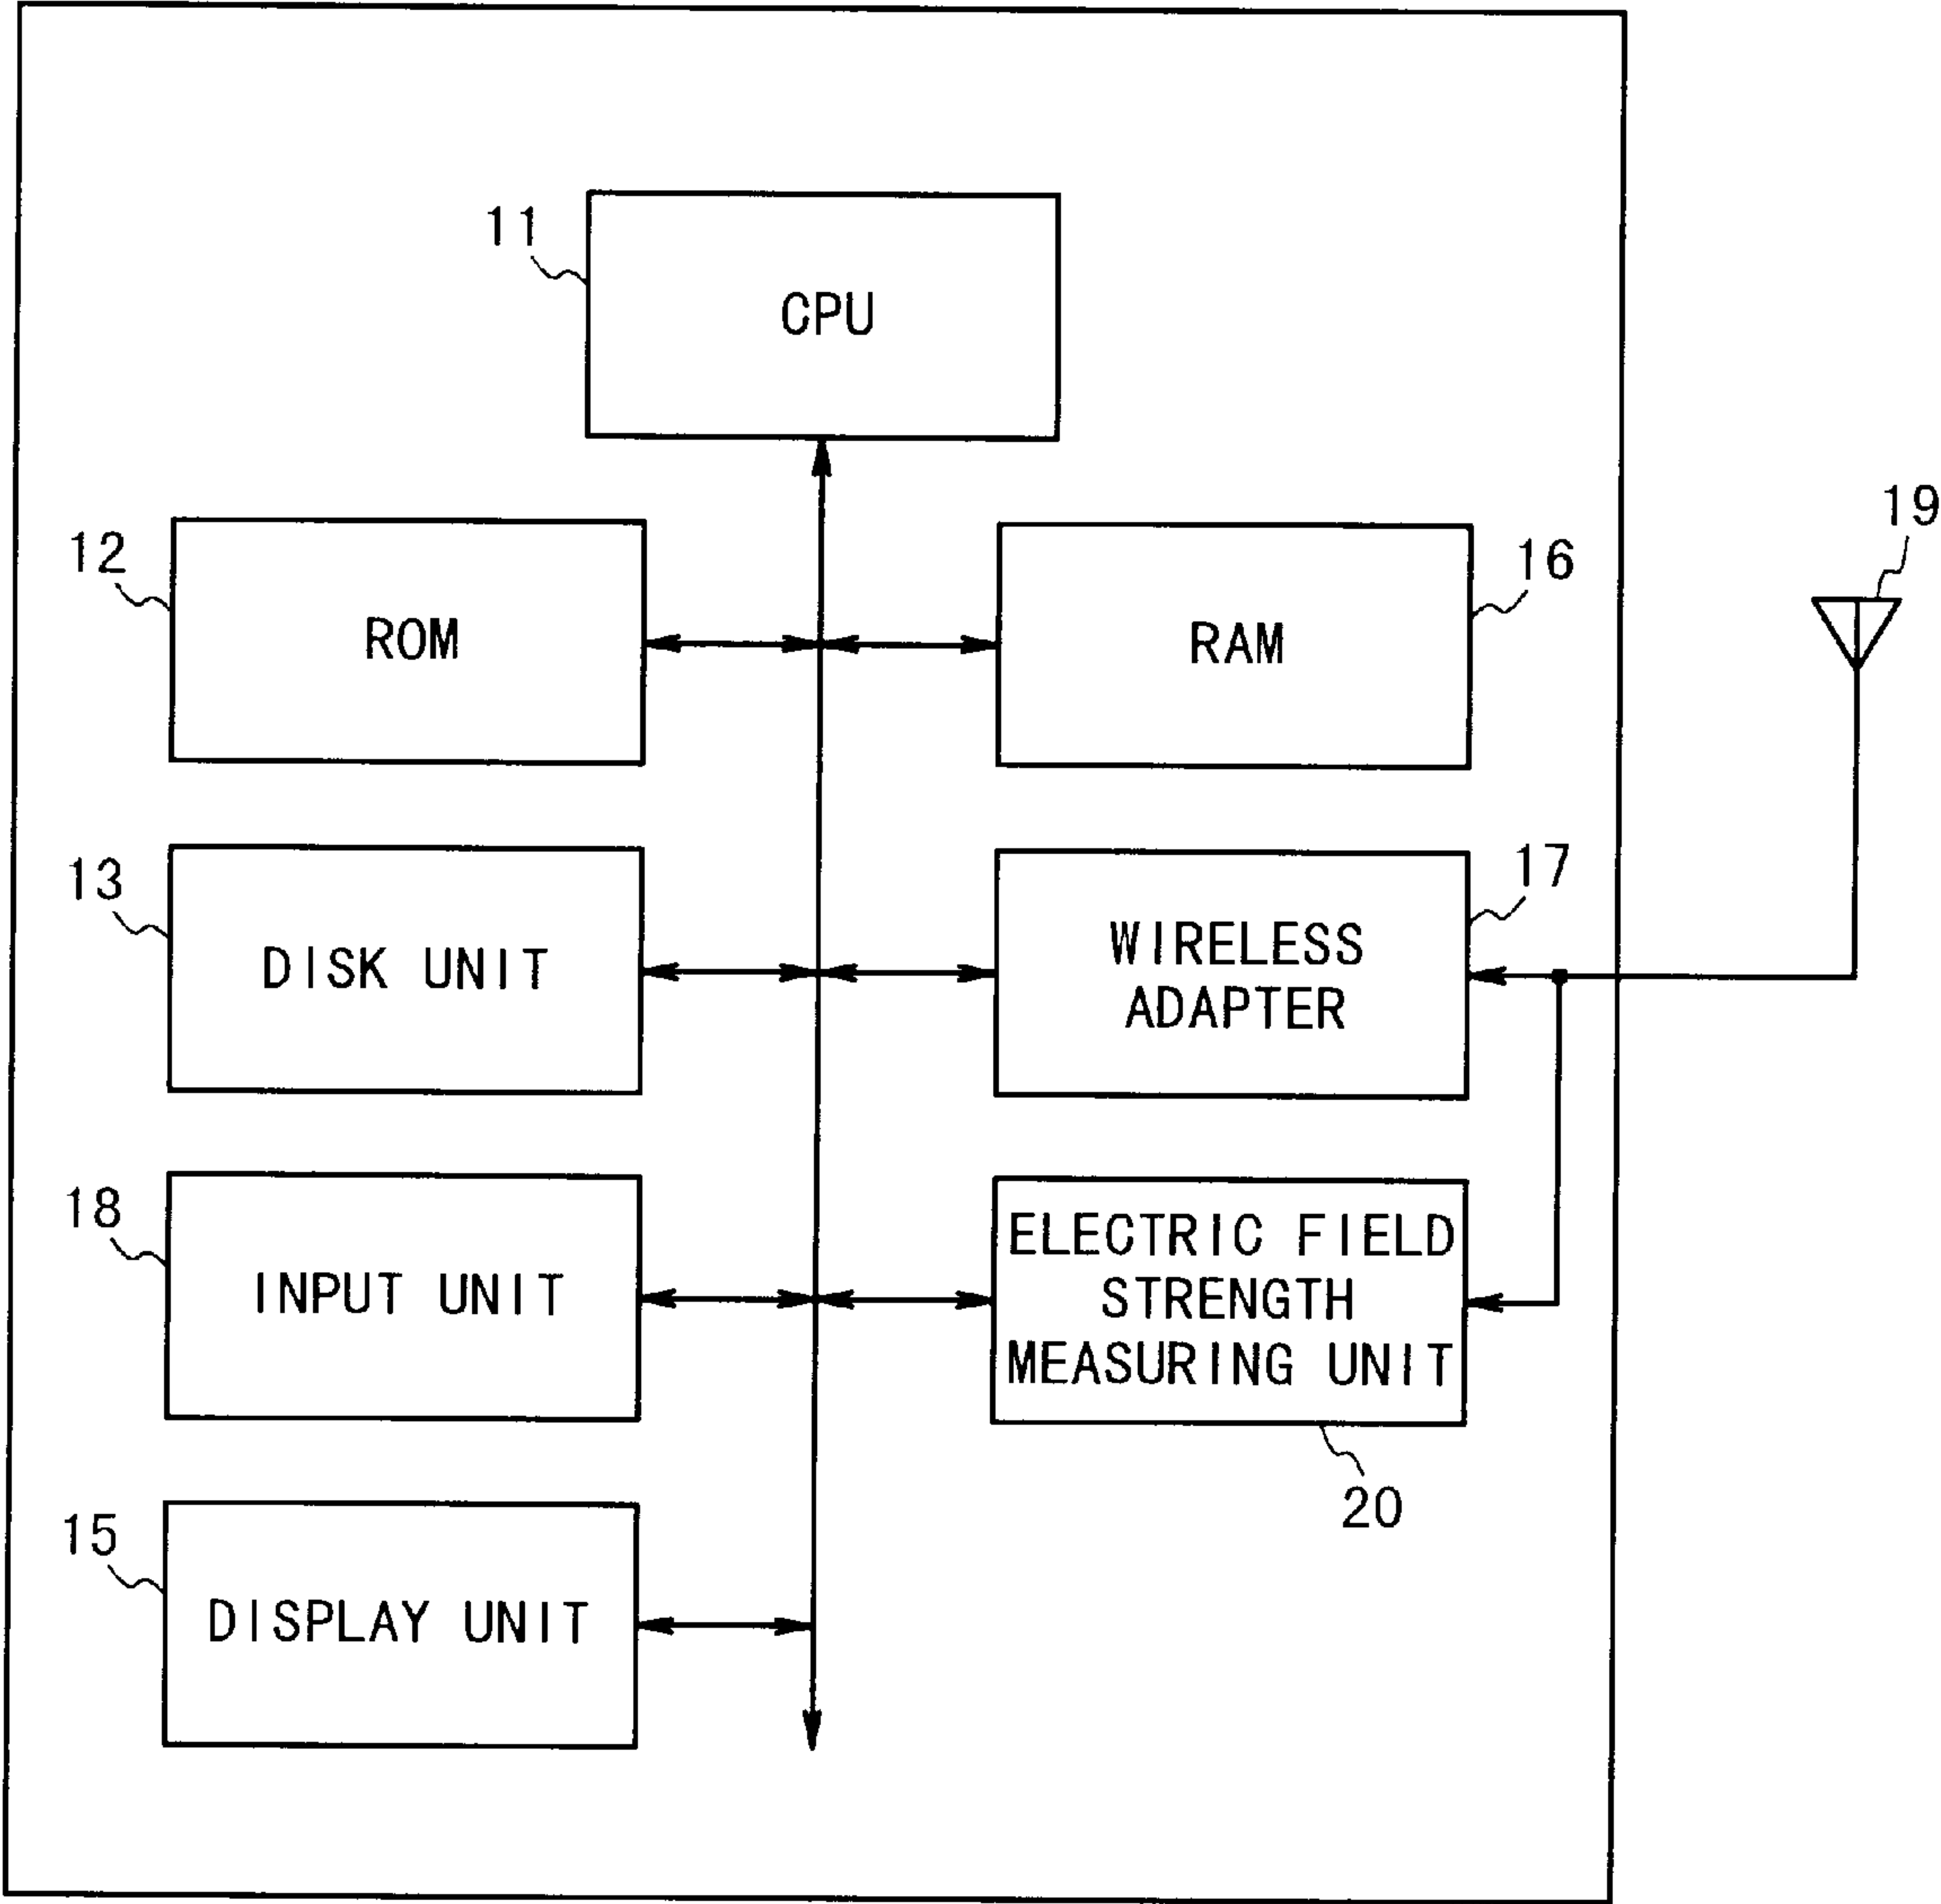 11
CPU
12
ROM
16
RAM
19
13
DISK UNIT
17
WIRELESS
ADAPTER
18
INPUT UNIT
ELECTRIC FIELD
STRENGTH
MEASURING UNIT
20
15
DISPLAY UNIT